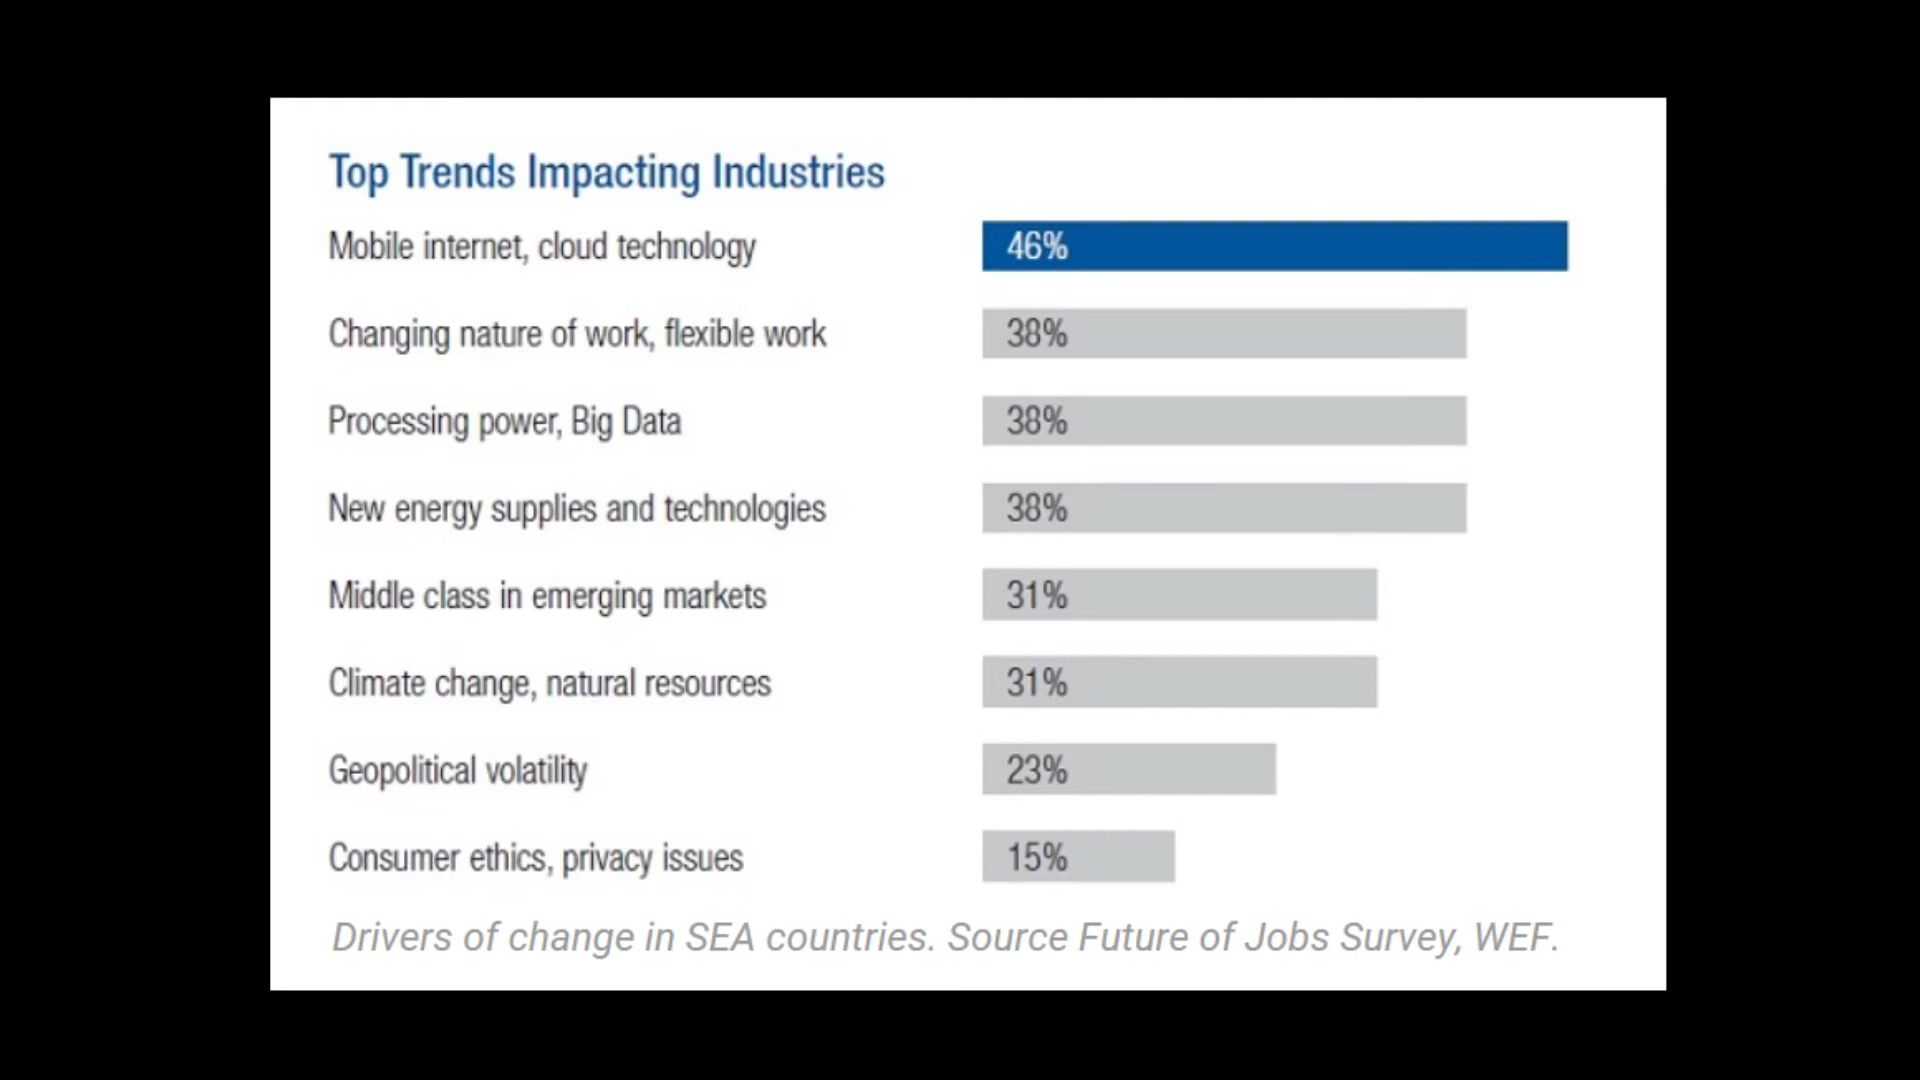 Top Trends Impacting Industries
Mobile internet, cloud technology 46%
Changing nature of work, flexible work 38%
Processing power, Big Data 38%
New energy supplies and technologies 38%
Middle class in emerging markets 31%
Climate change, natural resources 31%
Geopolitical volatility 23%
Consumer ethics, privacy issues 15%
Drivers of change in SEA countries. Source Future of Jobs Survey, WEF.